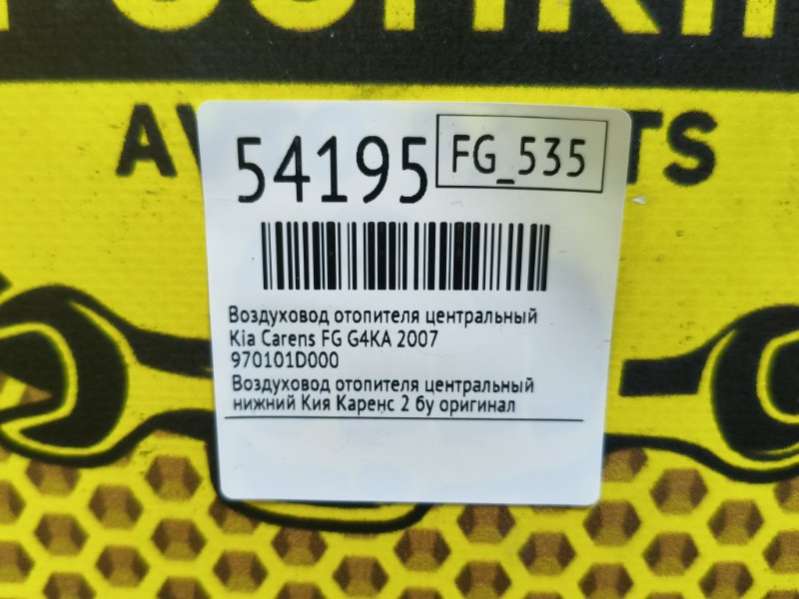 54195
FG_535
Воздуховод отопителя центральный
Kia Carens FG G4KA 2007
970101D000
Воздуховод отопителя центральный
нижний Кия Каренс 2 бу оригинал